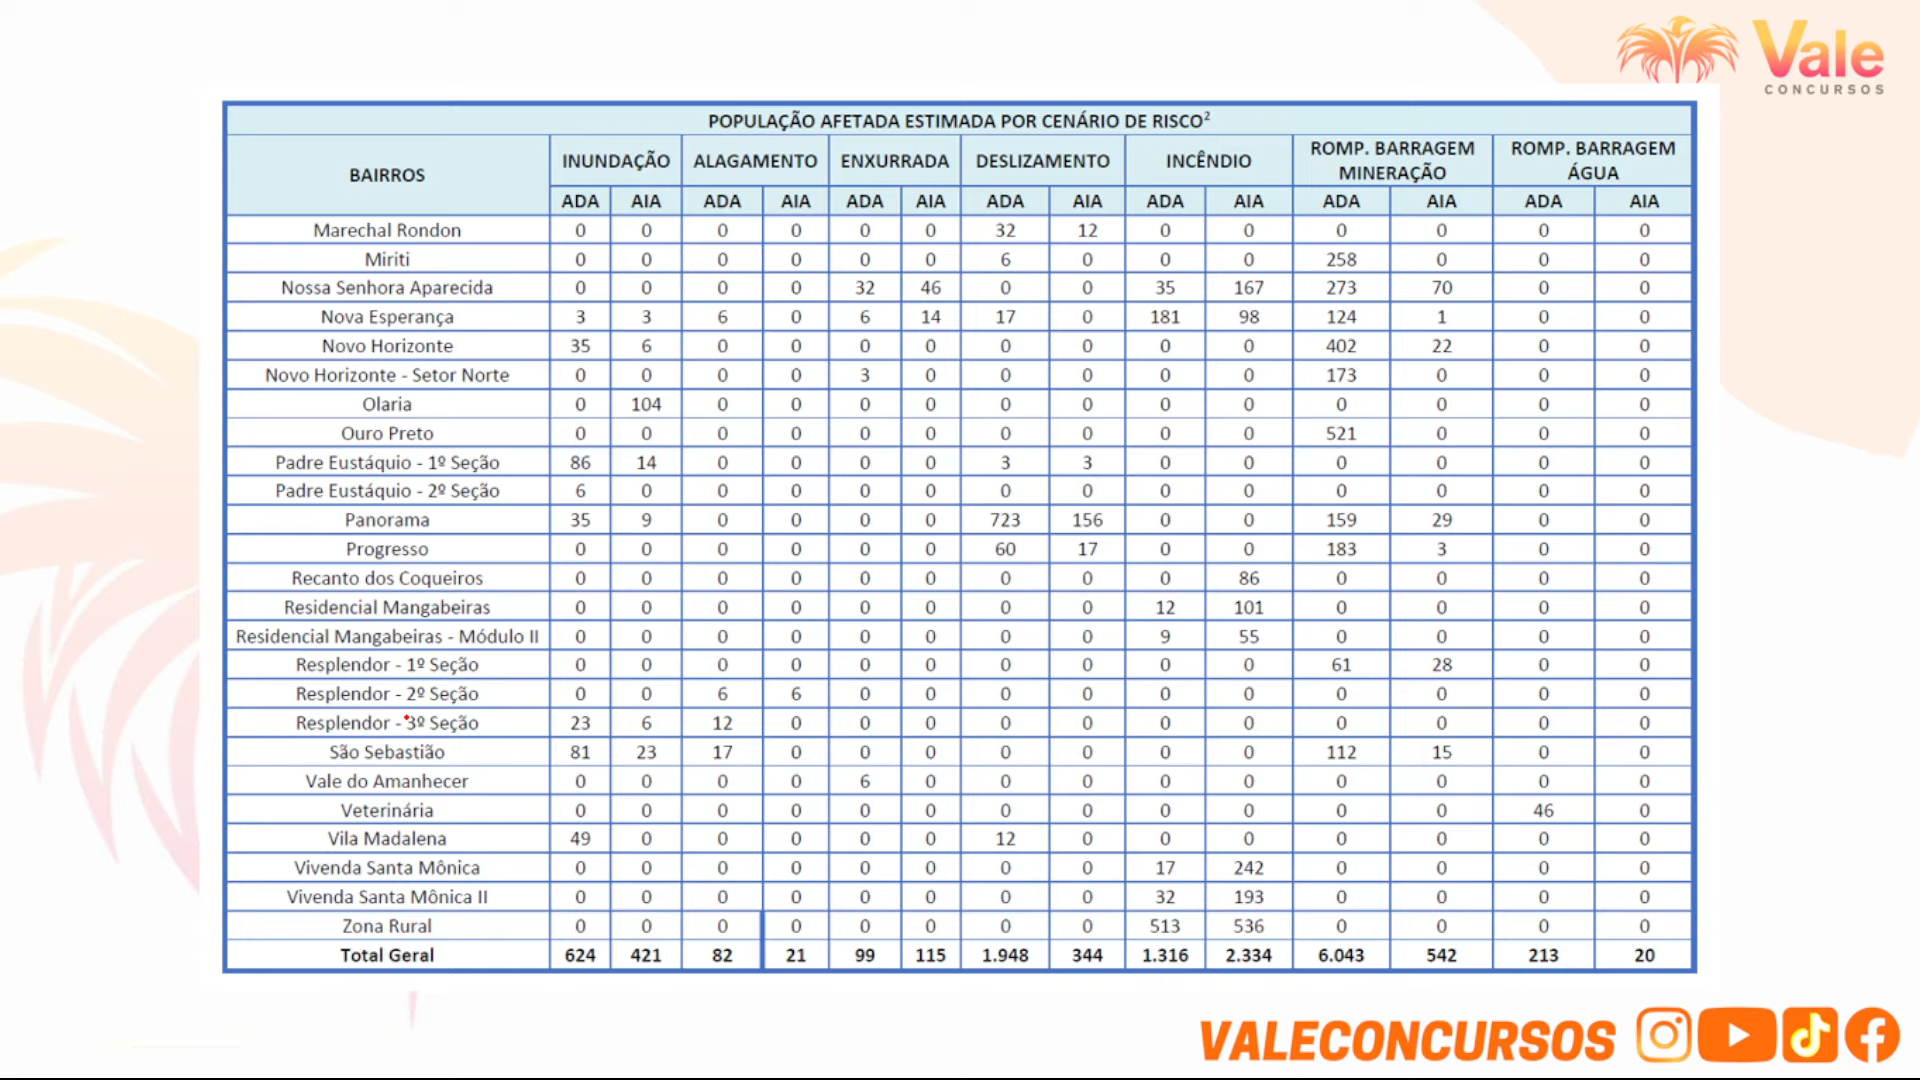 Vale
CONCURSOS
POPULAÇÃO AFETADA ESTIMADA POR CENÁRIO DE RISCO²
BAIRROS INUNDAÇÃO ALAGAMENTO ENXURRADA DESLIZAMENTO INCÊNDIO ROMP. BARRAGEM MINERAÇÃO ROMP. BARRAGEM ÁGUA
ADA AIA ADA AIA ADA AIA ADA AIA ADA AIA ADA AIA ADA AIA
Marechal Rondon 0 0 0 0 0 0 32 12 0 0 0 0 0 0
Miriti 0 0 0 0 0 0 6 0 0 0 258 0 0 0
Nossa Senhora Aparecida 0 0 0 0 32 46 0 0 35 167 273 70 0 0
Nova Esperança 3 3 6 0 6 14 17 0 181 98 124 1 0 0
Novo Horizonte 35 6 0 0 0 0 0 0 0 0 402 22 0 0
Novo Horizonte - Setor Norte 0 0 0 0 3 0 0 0 0 0 173 0 0 0
Olaria 0 104 0 0 0 0 0 0 0 0 0 0 0 0
Ouro Preto 0 0 0 0 0 0 0 0 0 0 521 0 0 0
Padre Eustáquio - 1º Seção 86 14 0 0 0 0 3 3 0 0 0 0 0 0
Padre Eustáquio - 2º Seção 6 0 0 0 0 0 0 0 0 0 0 0 0 0
Panorama 35 9 0 0 0 0 723 156 0 0 159 29 0 0
Progresso 0 0 0 0 0 0 60 17 0 0 183 3 0 0
Recanto dos Coqueiros 0 0 0 0 0 0 0 0 0 86 0 0 0 0
Residencial Mangabeiras 0 0 0 0 0 0 0 0 12 101 0 0 0 0
Residencial Mangabeiras - Módulo II 0 0 0 0 0 0 0 0 9 55 0 0 0 0
Resplendor - 1º Seção 0 0 0 0 0 0 0 0 0 0 61 28 0 0
Resplendor - 2º Seção 0 0 6 6 0 0 0 0 0 0 0 0 0 0
Resplendor - 3º Seção 23 6 12 0 0 0 0 0 0 0 0 0 0 0
São Sebastião 81 23 17 0 0 0 0 0 0 0 112 15 0 0
Vale do Amanhecer 0 0 0 0 6 0 0 0 0 0 0 0 0 0
Veterinária 0 0 0 0 0 0 0 0 0 0 0 0 46 0
Vila Madalena 49 0 0 0 0 0 12 0 0 0 0 0 0 0
Vivenda Santa Mônica 0 0 0 0 0 0 0 0 17 242 0 0 0 0
Vivenda Santa Mônica II 0 0 0 0 0 0 0 0 32 193 0 0 0 0
Zona Rural 0 0 0 0 0 0 0 0 513 536 0 0 0 0
Total Geral 624 421 82 21 99 115 1.948 344 1.316 2.334 6.043 542 213 20
VALECONCURSOS